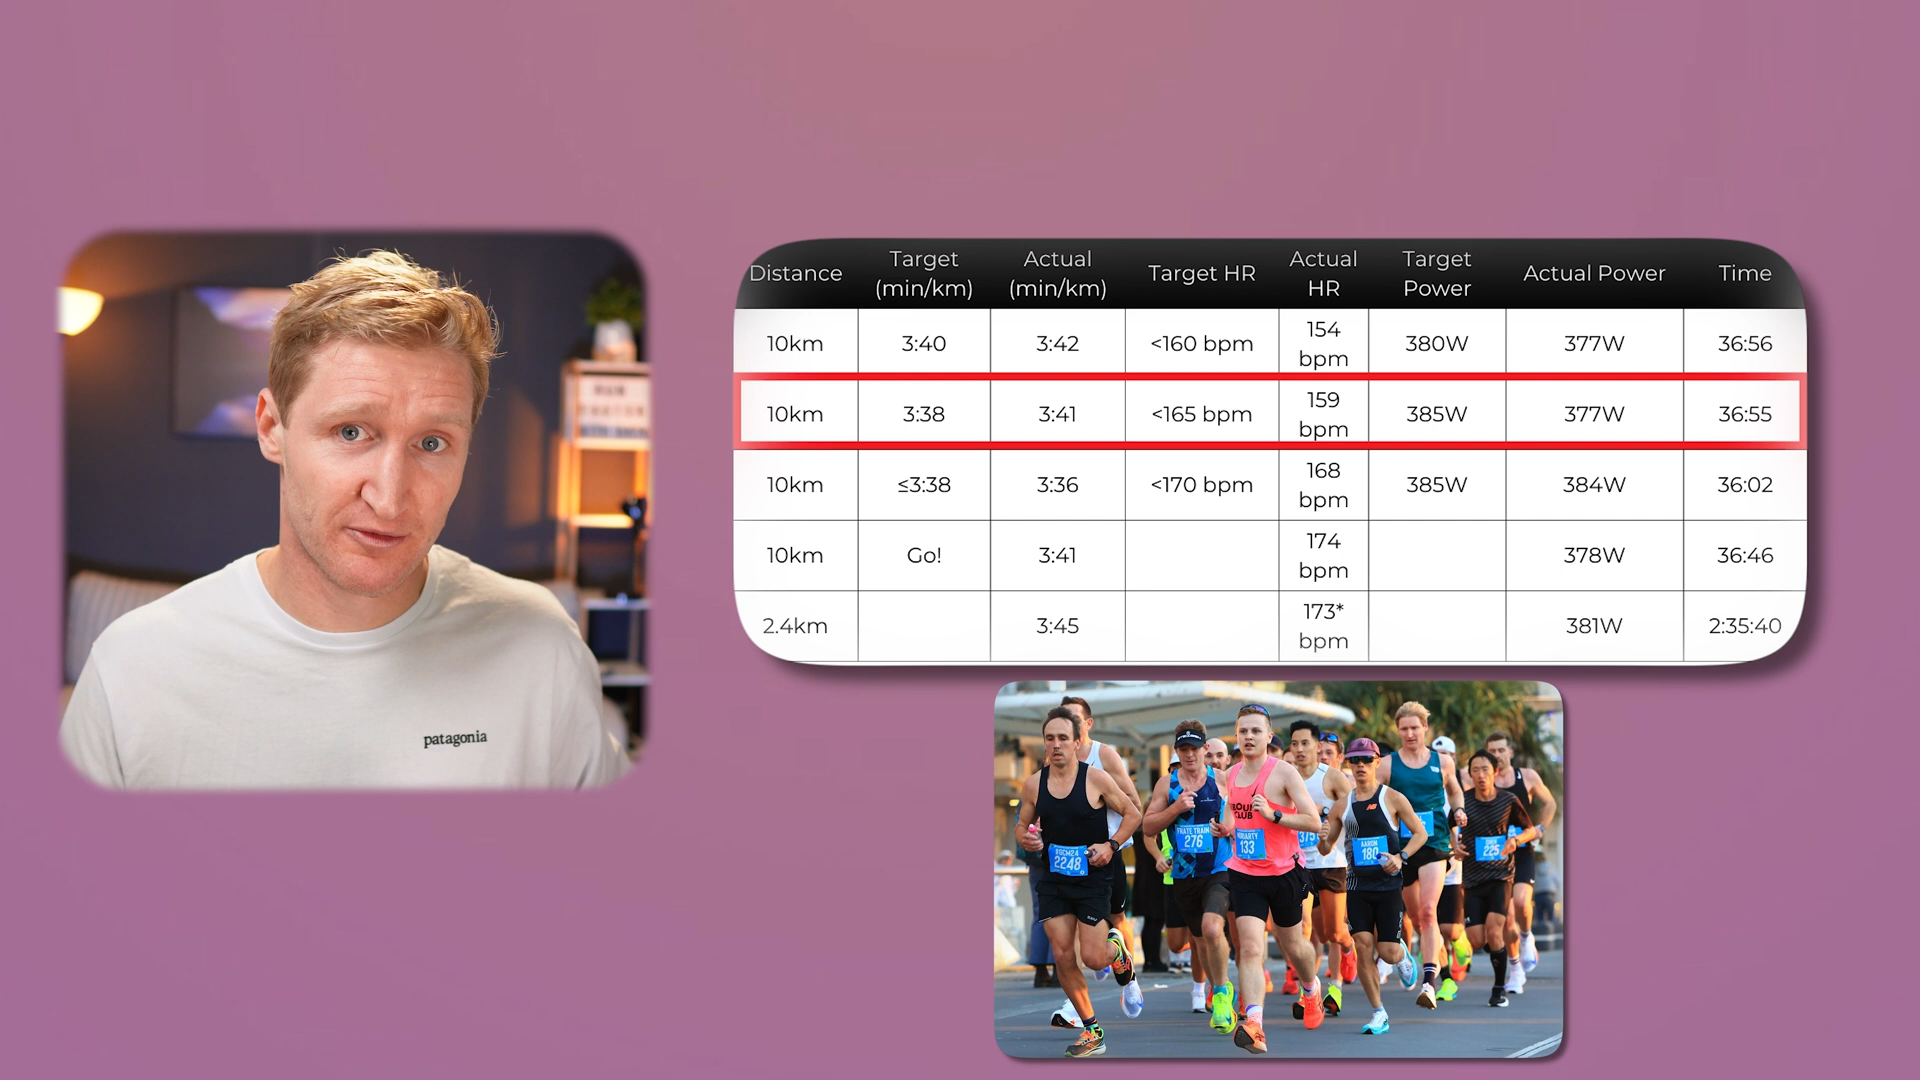 Distance Target (min/km) Actual (min/km) Target HR Actual HR Target Power Actual Power Time
10km 3:40 3:42 <160 bpm 154 bpm 380W 377W 36:56
10km 3:38 3:41 <165 bpm 159 bpm 385W 377W 36:55
10km ≤3:38 3:36 <170 bpm 168 bpm 385W 384W 36:02
10km Go! 3:41 174 bpm 378W 36:46
2.4km 3:45 173* bpm 381W 2:35:40
patagonia
CLUB
2248
276
133
375
AARON
180
225